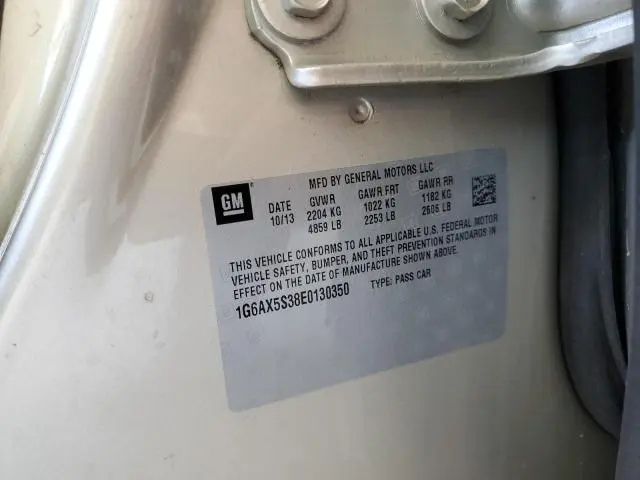 MFD BY GENERAL MOTORS LLC
GM DATE GVWR GAWR FRT GAWR RR
10/13 2204 KG 1022 KG 1182 KG
4859 LB 2253 LB 2605 LB
THIS VEHICLE CONFORMS TO ALL APPLICABLE U.S. FEDERAL MOTOR
VEHICLE SAFETY, BUMPER, AND THEFT PREVENTION STANDARDS IN
EFFECT ON THE DATE OF MANUFACTURE SHOWN ABOVE.
1G6AX5S38E0130350 TYPE: PASS CAR